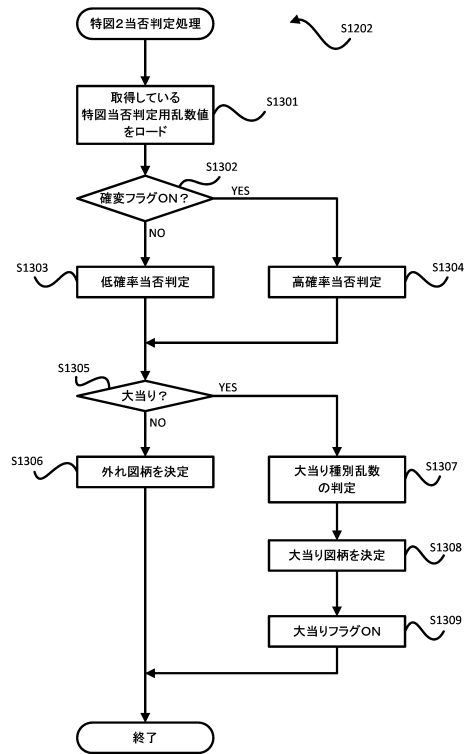 特図2当否判定処理
S1202
取得している
特図当否判定用乱数値
をロード
S1301
S1302
確変フラグON?
YES
NO
S1303
低確率当否判定
高確率当否判定
S1304
S1305
大当り?
YES
NO
S1306
外れ図柄を決定
大当り種別乱数
の判定
S1307
大当り図柄を決定
S1308
大当りフラグON
S1309
終了